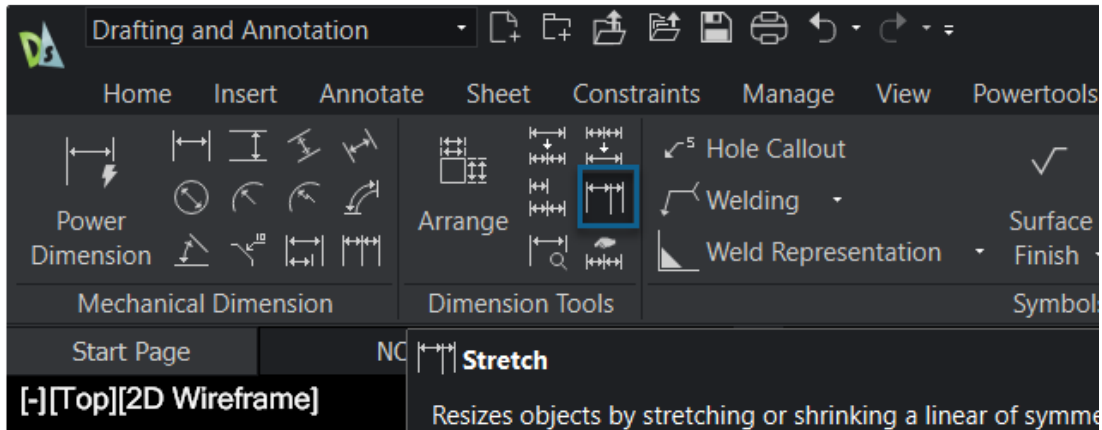 Drafting and Annotation
Home Insert Annotate Sheet Constraints Manage View Powertools
Power
Dimension
Mechanical Dimension
Arrange
Dimension Tools
Hole Callout
Welding
Weld Representation
Surface
Finish
Symbols
Start Page
NC
Stretch
[-][Top][2D Wireframe]
Resizes objects by stretching or shrinking a linear of symme